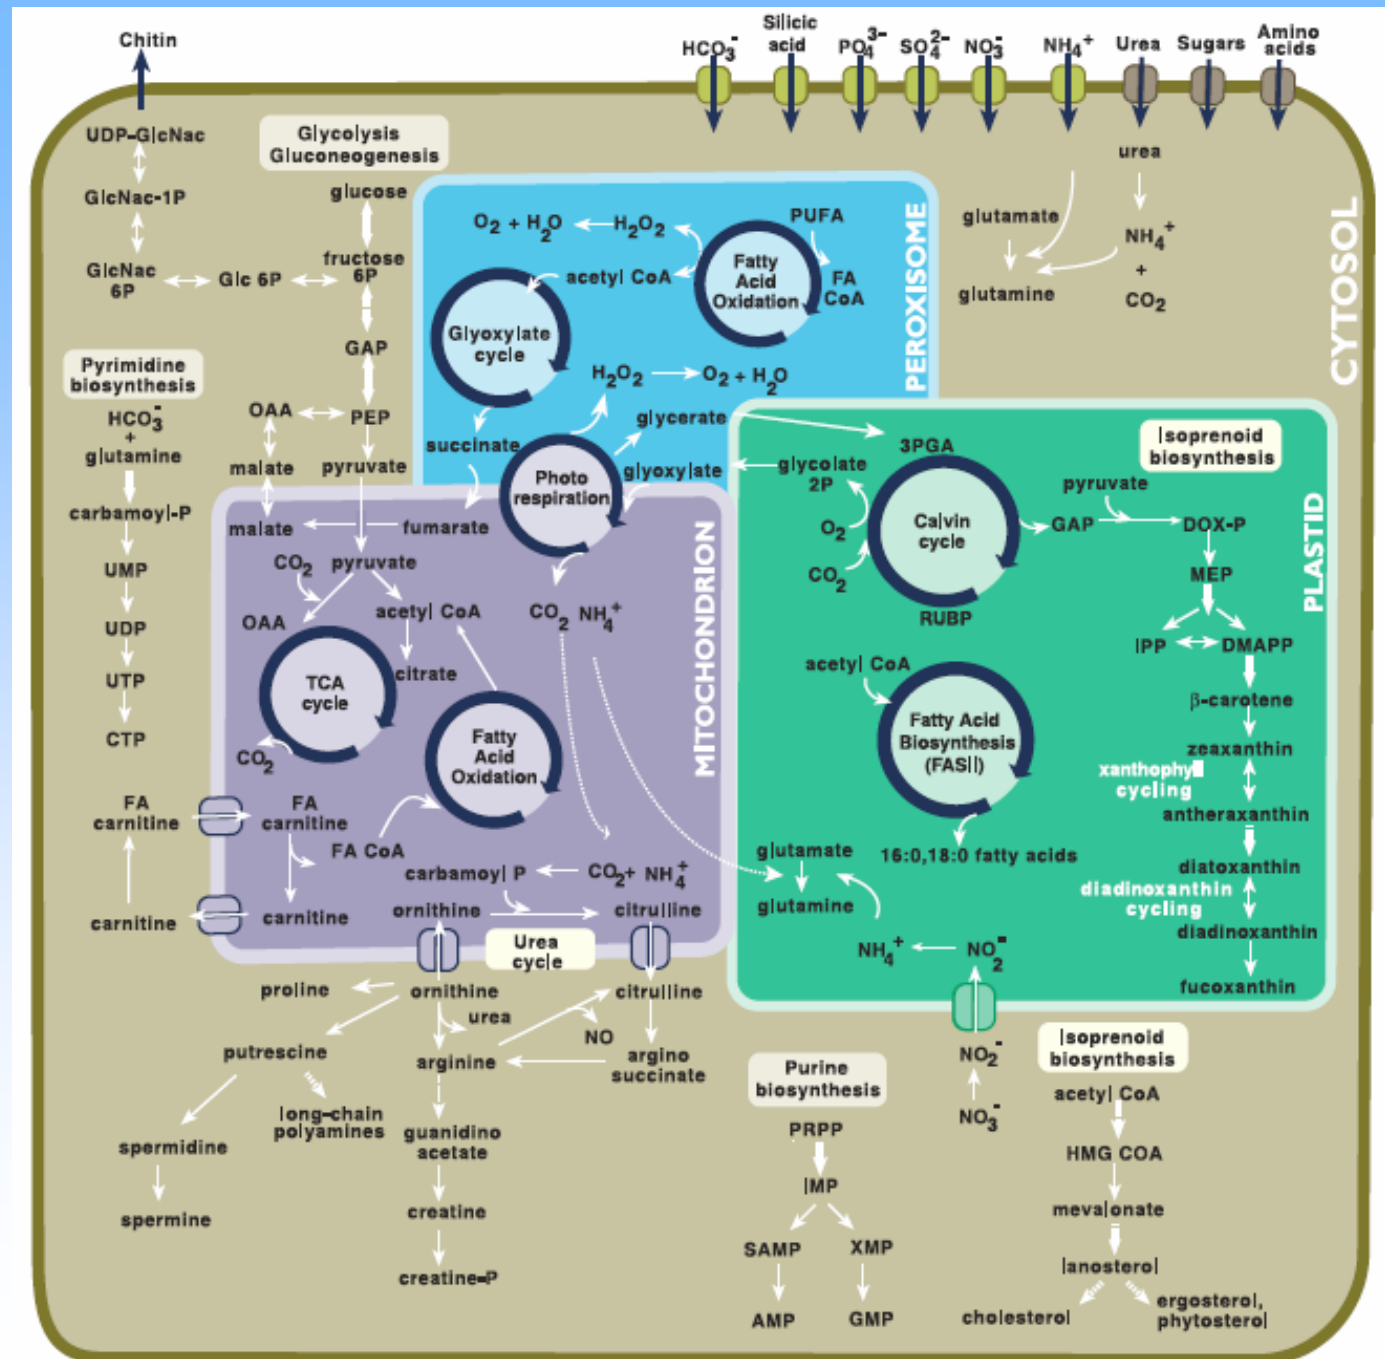 Chitin
HCO₃⁻
Silicic
acid
PO₄³⁻
SO₄²⁻
NO₃⁻
NH₄⁺
Urea
Sugars
Amino
acids
CYTOSOL
UDP-GlcNac
GlcNac-1P
GlcNac
6P
Glc 6P
Glycolysis
Gluconeogenesis
glucose
fructose
6P
GAP
PEP
OAA
malate
pyruvate
Pyrimidine
biosynthesis
HCO₃⁻
+
glutamine
carbamoyl-P
UMP
UDP
UTP
CTP
PEROXISOME
O₂ + H₂O
H₂O₂
PUFA
acetyl CoA
Fatty
Acid
Oxidation
FA
CoA
Glyoxylate
cycle
H₂O₂
O₂ + H₂O
glycerate
succinate
Photo
respiration
glyoxylate
urea
glutamate
NH₄⁺
+
CO₂
glutamine
MITOCHONDRION
malate
fumarate
CO₂
pyruvate
OAA
acetyl CoA
CO₂ NH₄⁺
TCA
cycle
citrate
CO₂
Fatty
Acid
Oxidation
FA
carnitine
FA
carnitine
FA CoA
carnitine
carnitine
carbamoyl P
CO₂+ NH₄⁺
ornithine
citrulline
Urea
cycle
PLASTID
3PGA
glycolate
2P
O₂
CO₂
Calvin
cycle
RUBP
GAP
Isoprenoid
biosynthesis
pyruvate
DOX-P
MEP
IPP
DMAPP
β-carotene
zeaxanthin
xanthophyl
cycling
antheraxanthin
diatoxanthin
diadinoxanthin
cycling
diadinoxanthin
fucoxanthin
acetyl CoA
Fatty Acid
Biosynthesis
(FASII)
16:0,18:0 fatty acids
glutamate
glutamine
NH₄⁺
NO₂⁻
proline
ornithine
citrulline
urea
NO
putrescine
arginine
argino
succinate
long-chain
polyamines
spermidine
spermine
guanidino
acetate
creatine
creatine-P
NO₂⁻
NO₃⁻
Purine
biosynthesis
PRPP
IMP
SAMP
XMP
AMP
GMP
Isoprenoid
biosynthesis
acetyl CoA
HMG COA
mevalonate
lanosterol
cholesterol
ergosterol,
phytosterol